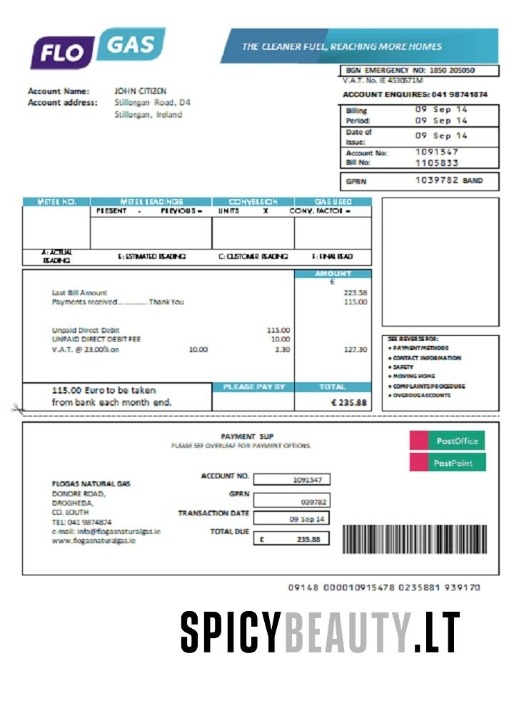 FLO GAS
THE CLEANER FUEL, REACHING MORE HOMES
BGN EMERGENCY NO: 1850 205050
V.A.T. No. IE 4530671M
ACCOUNT ENQUIRES: 041 98741874
Account Name: JOHN CITIZEN
Account address: Stillorgan Road, D4
Stillorgan, Ireland
Billing Period: 09 Sep 14
09 Sep 14
Date of Issue: 09 Sep 14
Account No: 1091547
Bill No: 1105833
GPRN 1039782 BAND
METER NO. METER READINGS CONVERSION GAS USED
PRESENT - PREVIOUS = UNITS X CONV. FACTOR =
A: ACTUAL READING E: ESTIMATED READING C: CUSTOMER READING F: FINAL READ
AMOUNT
£
Last Bill Amount 223.58
Payments received..............Thank You 115.00
Unpaid Direct Debit 115.00
UNPAID DIRECT DEBIT FEE 10.00
V.A.T. @ 23.00% on 10.00 2.30 127.30
SEE REVERSE FOR:
• PAYMENT METHODS
• CONTACT INFORMATION
• SAFETY
• MOVING HOME
• COMPLAINTS PROCEDURE
• OVERDUE ACCOUNTS
PLEASE PAY BY TOTAL
115.00 Euro to be taken
from bank each month end.
€ 235.88
PAYMENT SLIP
PLEASE SEE OVERLEAF FOR PAYMENT OPTIONS
PostOffice
PostPoint
FLOGAS NATURAL GAS
DONORE ROAD,
DROGHEDA,
CO. LOUTH
TEL: 041 9874874
e-mail: info@flogasnaturalgas.ie
www.flogasnaturalgas.ie
ACCOUNT NO. 1091547
GPRN 039782
TRANSACTION DATE 09 Sep 14
TOTAL DUE £ 235.88
09148 000010915478 0235881 939170
SPICYBEAUTY.LT